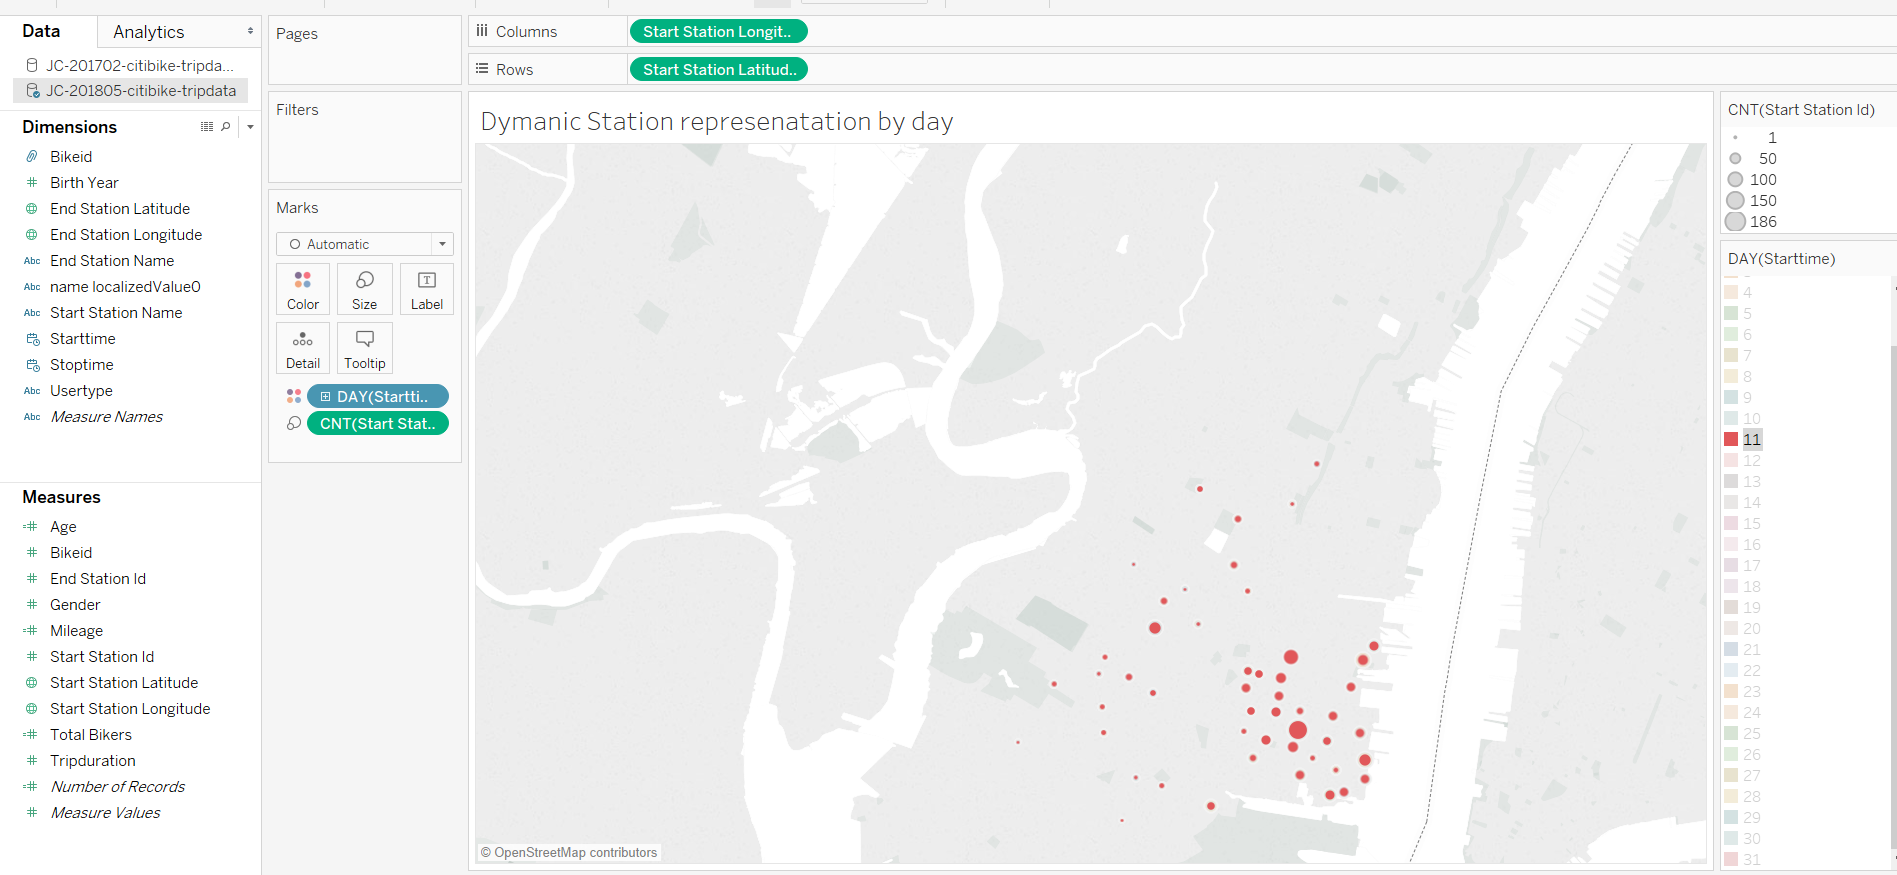 Data
Analytics
JC-201702-citibike-tripda...
JC-201805-citibike-tripdata
Dimensions
Bikeid
Birth Year
End Station Latitude
End Station Longitude
Abc End Station Name
Abc name localizedValue0
Abc Start Station Name
Starttime
Stoptime
Abc Usertype
Abc Measure Names
Measures
Age
Bikeid
End Station Id
Gender
Mileage
Start Station Id
Start Station Latitude
Start Station Longitude
Total Bikers
Tripduration
Number of Records
Measure Values
Pages
Filters
Marks
Automatic
Color
Size
Label
Detail
Tooltip
DAY(Startti..
CNT(Start Stat..
Columns
Start Station Longit..
Rows
Start Station Latitud..
Dymanic Station represenatation by day
© OpenStreetMap contributors
CNT(Start Station Id)
1
50
100
150
186
DAY(Starttime)
4
5
6
7
8
9
10
11
12
13
14
15
16
17
18
19
20
21
22
23
24
25
26
27
28
29
30
31